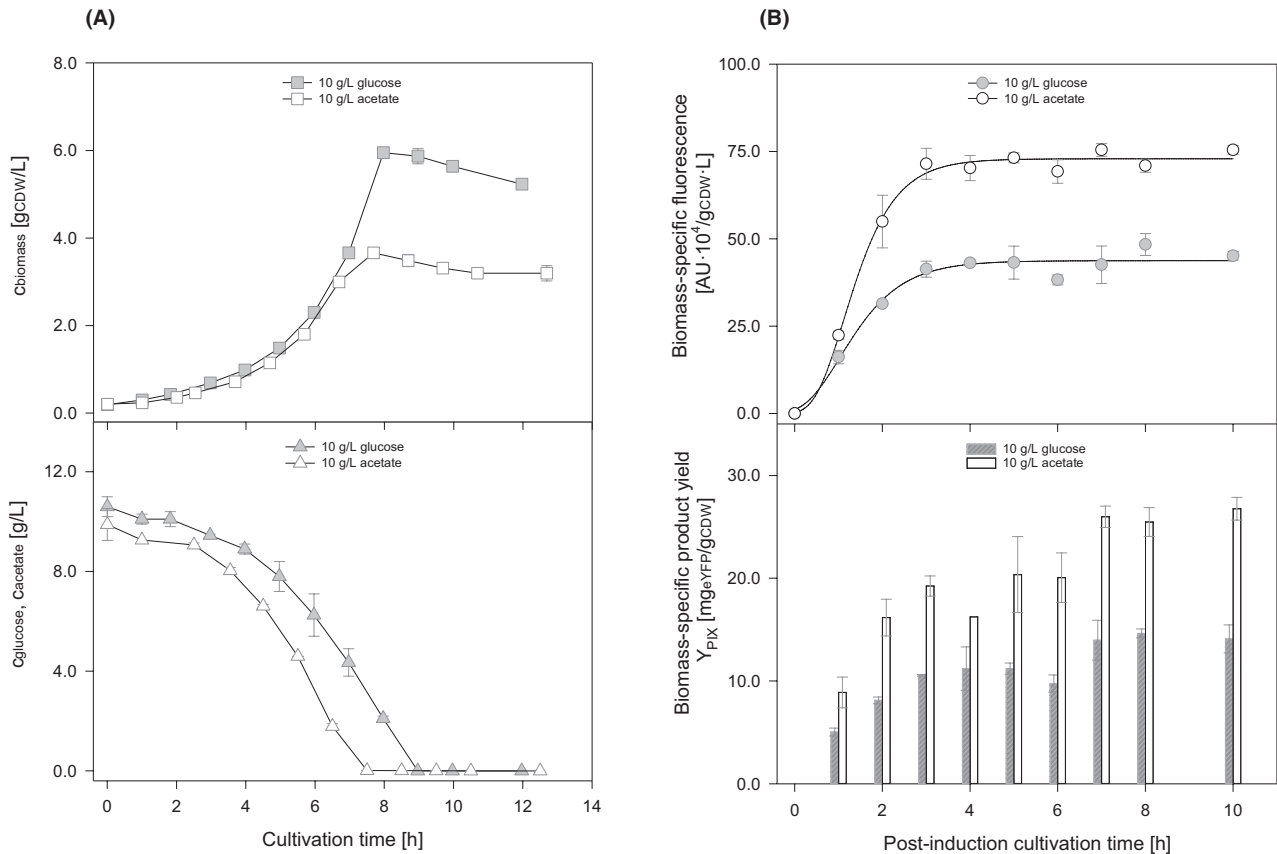 (A)
8.0
6.0
4.0
2.0
0.0
cbiomass [gCDW/L]
10 g/L glucose
10 g/L acetate
12.0
8.0
4.0
0.0
cglucose, cacetate [g/L]
10 g/L glucose
10 g/L acetate
0 2 4 6 8 10 12 14
Cultivation time [h]
(B)
100.0
75.0
50.0
25.0
0.0
Biomass-specific fluorescence
[AU·10⁴/gCDW·L]
10 g/L glucose
10 g/L acetate
30.0
20.0
10.0
0.0
Biomass-specific product yield
YP|X [mgeYFP/gCDW]
10 g/L glucose
10 g/L acetate
0 2 4 6 8 10
Post-induction cultivation time [h]